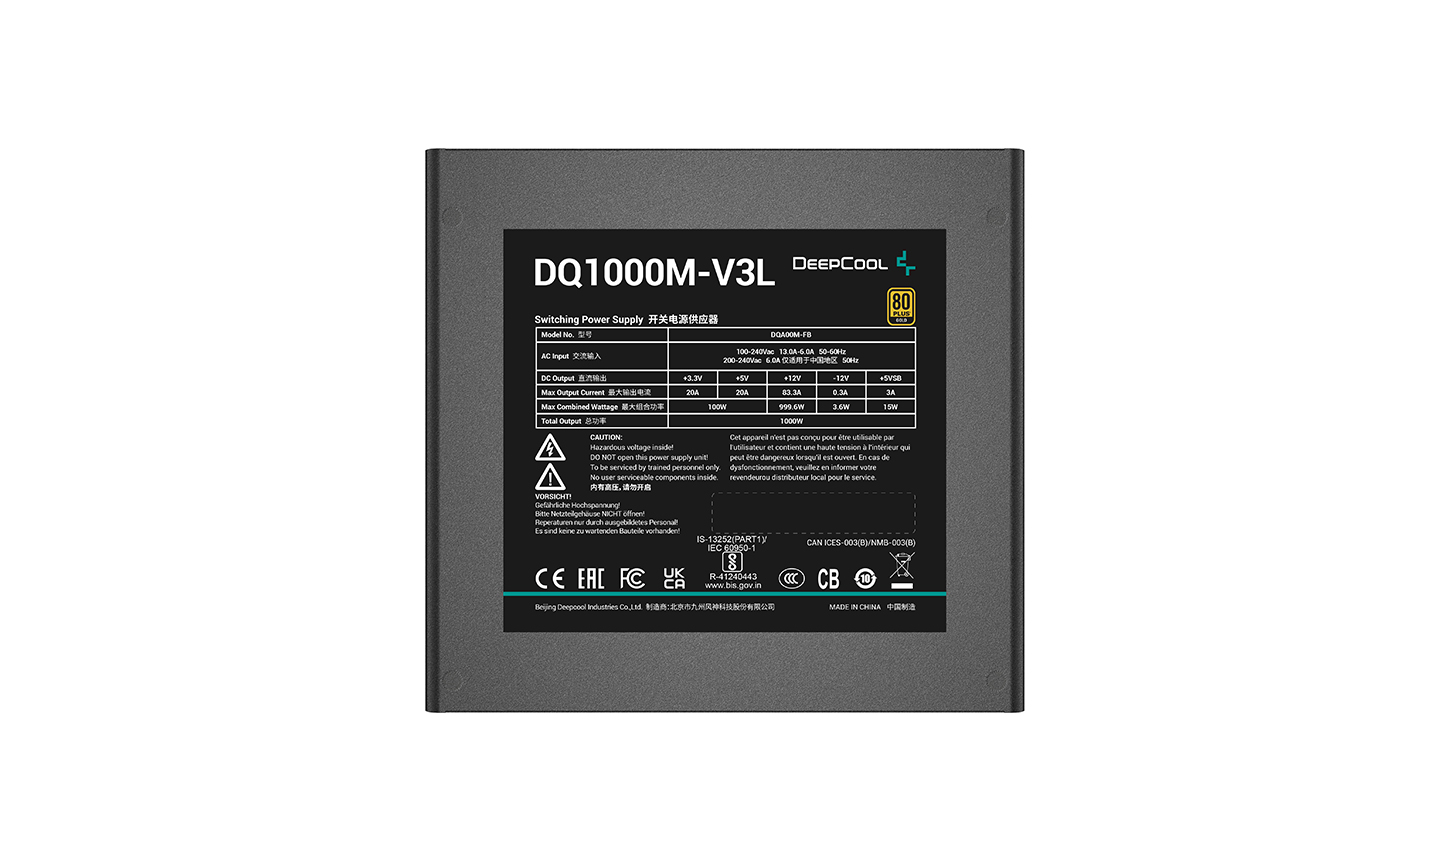 DQ1000M-V3L
DEEPCOOL
80
PLUS
GOLD
Switching Power Supply 开关电源供应器
Model No. 型号 DQA00M-FB
AC Input 交流输入 100-240Vac 13.0A-6.0A 50-60Hz
200-240Vac 6.0A 仅适用于中国地区 50Hz
DC Output 直流输出 +3.3V +5V +12V -12V +5VSB
Max Output Current 最大输出电流 20A 20A 83.3A 0.3A 3A
Max Combined Wattage 最大组合功率 100W 999.6W 3.6W 15W
Total Output 总功率 1000W
CAUTION:
Hazardous voltage inside!
DO NOT open this power supply unit!
To be serviced by trained personnel only.
No user serviceable components inside.
内有高压，请勿开启
Cet appareil n'est pas conçu pour être utilisable par
l'utilisateur et contient une haute tension à l'intérieur qui
peut être dangereux lorsqu'il est ouvert. En cas de
dysfonctionnement, veuillez en informer votre
revendeurou distributeur local pour le service.
VORSICHT!
Gefährliche Hochspannung!
Bitte Netzteilgehäuse NICHT öffnen!
Reperaturen nur durch ausgebildetes Personal!
Es sind keine zu wartenden Bauteile vorhanden!
IS-13252(PART1)/
IEC 60950-1
R-41240443
www.bis.gov.in
CAN ICES-003(B)/NMB-003(B)
CE EAC FC UK CA CCC CB 10
Beijing Deepcool Industries Co.,Ltd. 制造商:北京市九州风神科技股份有限公司
MADE IN CHINA 中国制造